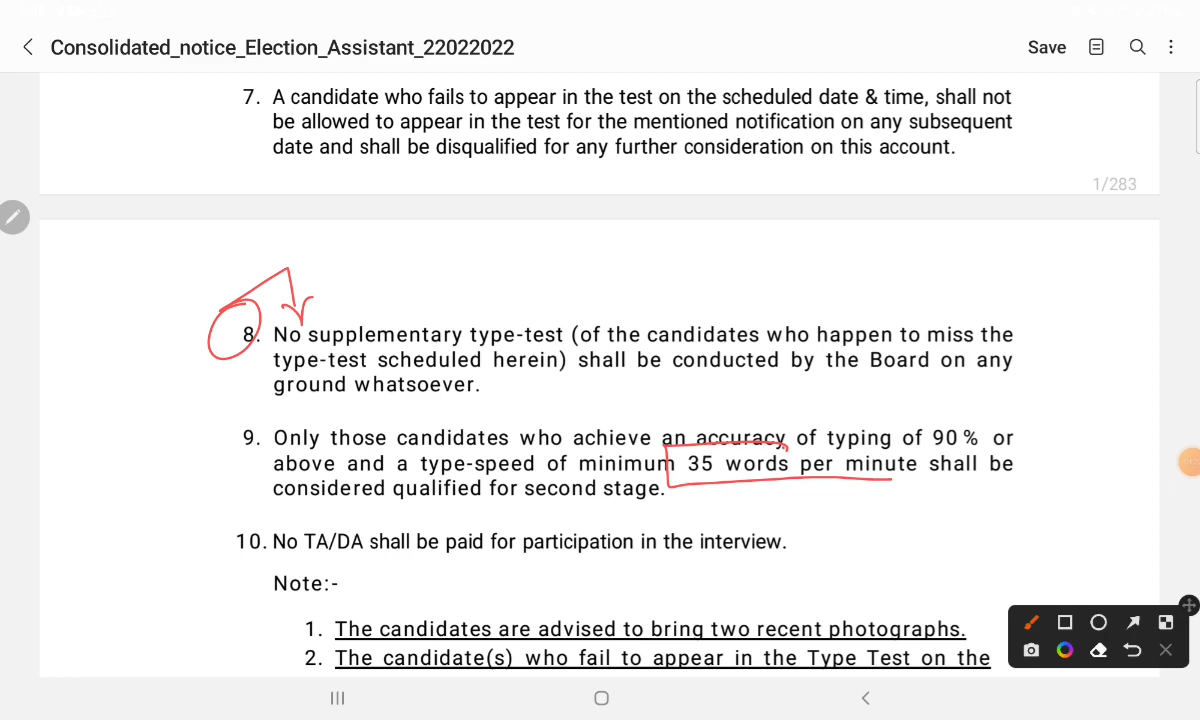 Consolidated_notice_Election_Assistant_22022022
Save
7. A candidate who fails to appear in the test on the scheduled date & time, shall not
be allowed to appear in the test for the mentioned notification on any subsequent
date and shall be disqualified for any further consideration on this account.
1/283
8. No supplementary type-test (of the candidates who happen to miss the
type-test scheduled herein) shall be conducted by the Board on any
ground whatsoever.
9. Only those candidates who achieve an accuracy of typing of 90% or
above and a type-speed of minimum 35 words per minute shall be
considered qualified for second stage.
10. No TA/DA shall be paid for participation in the interview.
Note:-
1. The candidates are advised to bring two recent photographs.
2. The candidate(s) who fail to appear in the Type Test on the